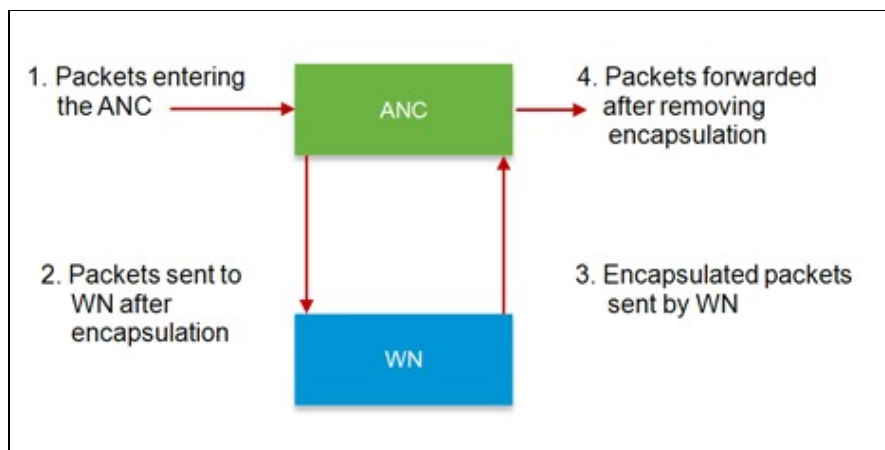 1. Packets entering
the ANC
ANC
4. Packets forwarded
after removing
encapsulation
2. Packets sent to
WN after
encapsulation
WN
3. Encapsulated packets
sent by WN